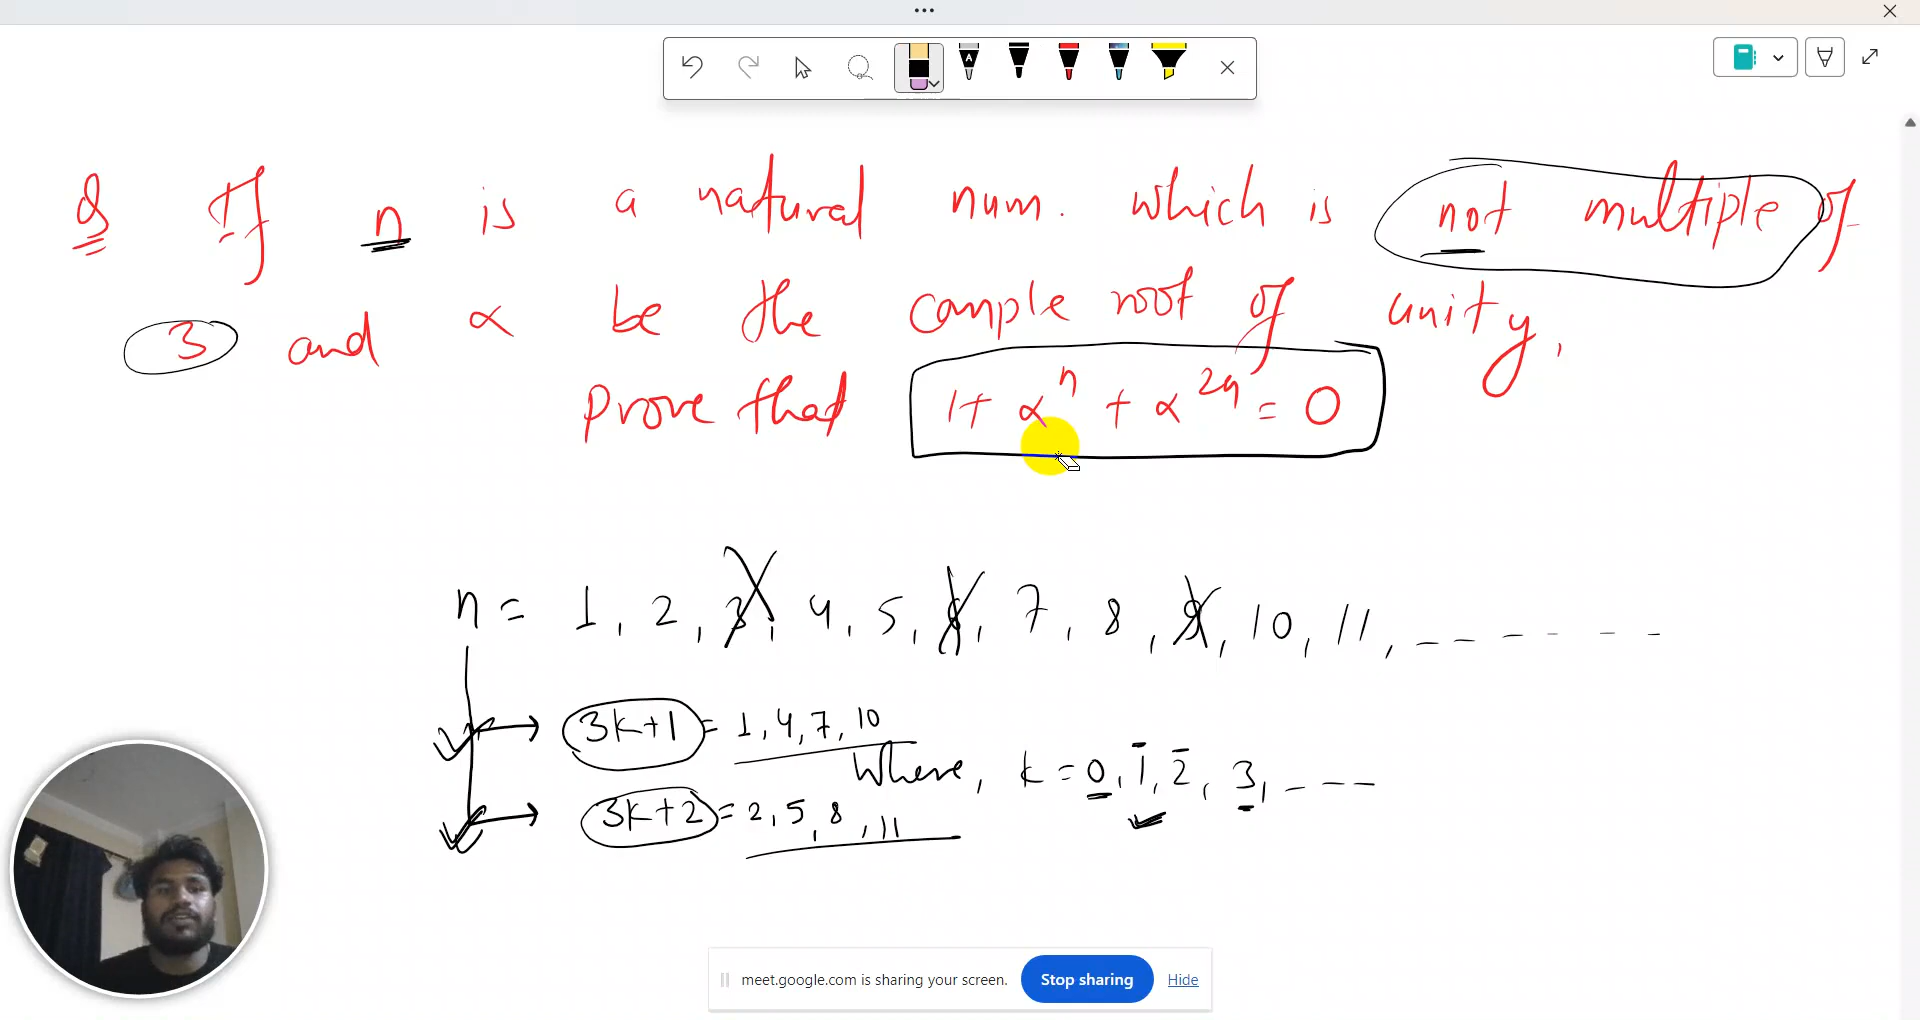 Q If n is a natural num. which is not multiple of
3 and α be the comple root of unity,
prove that 1+ α^n + α^2n = 0
n = 1, 2, 3, 4, 5, 6, 7, 8, 9, 10, 11, ------
→ 3k+1 = 1, 4, 7, 10
Where, k = 0, 1, 2, 3, ----
→ 3k+2 = 2, 5, 8, 11
meet.google.com is sharing your screen. Stop sharing Hide